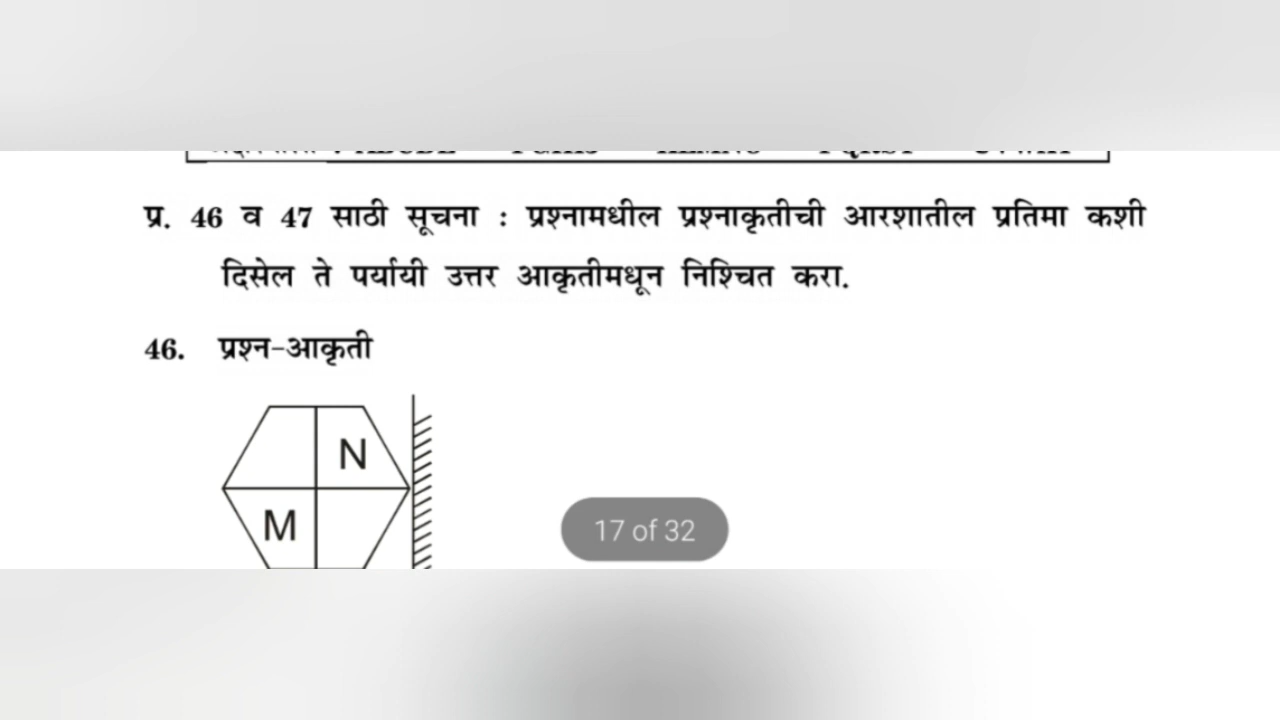 प्र. 46 व 47 साठी सूचना : प्रश्नामधील प्रश्नाकृतीची आरशातील प्रतिमा कशी
दिसेल ते पर्यायी उत्तर आकृतीमधून निश्चित करा.
46. प्रश्न-आकृती
N
M
17 of 32